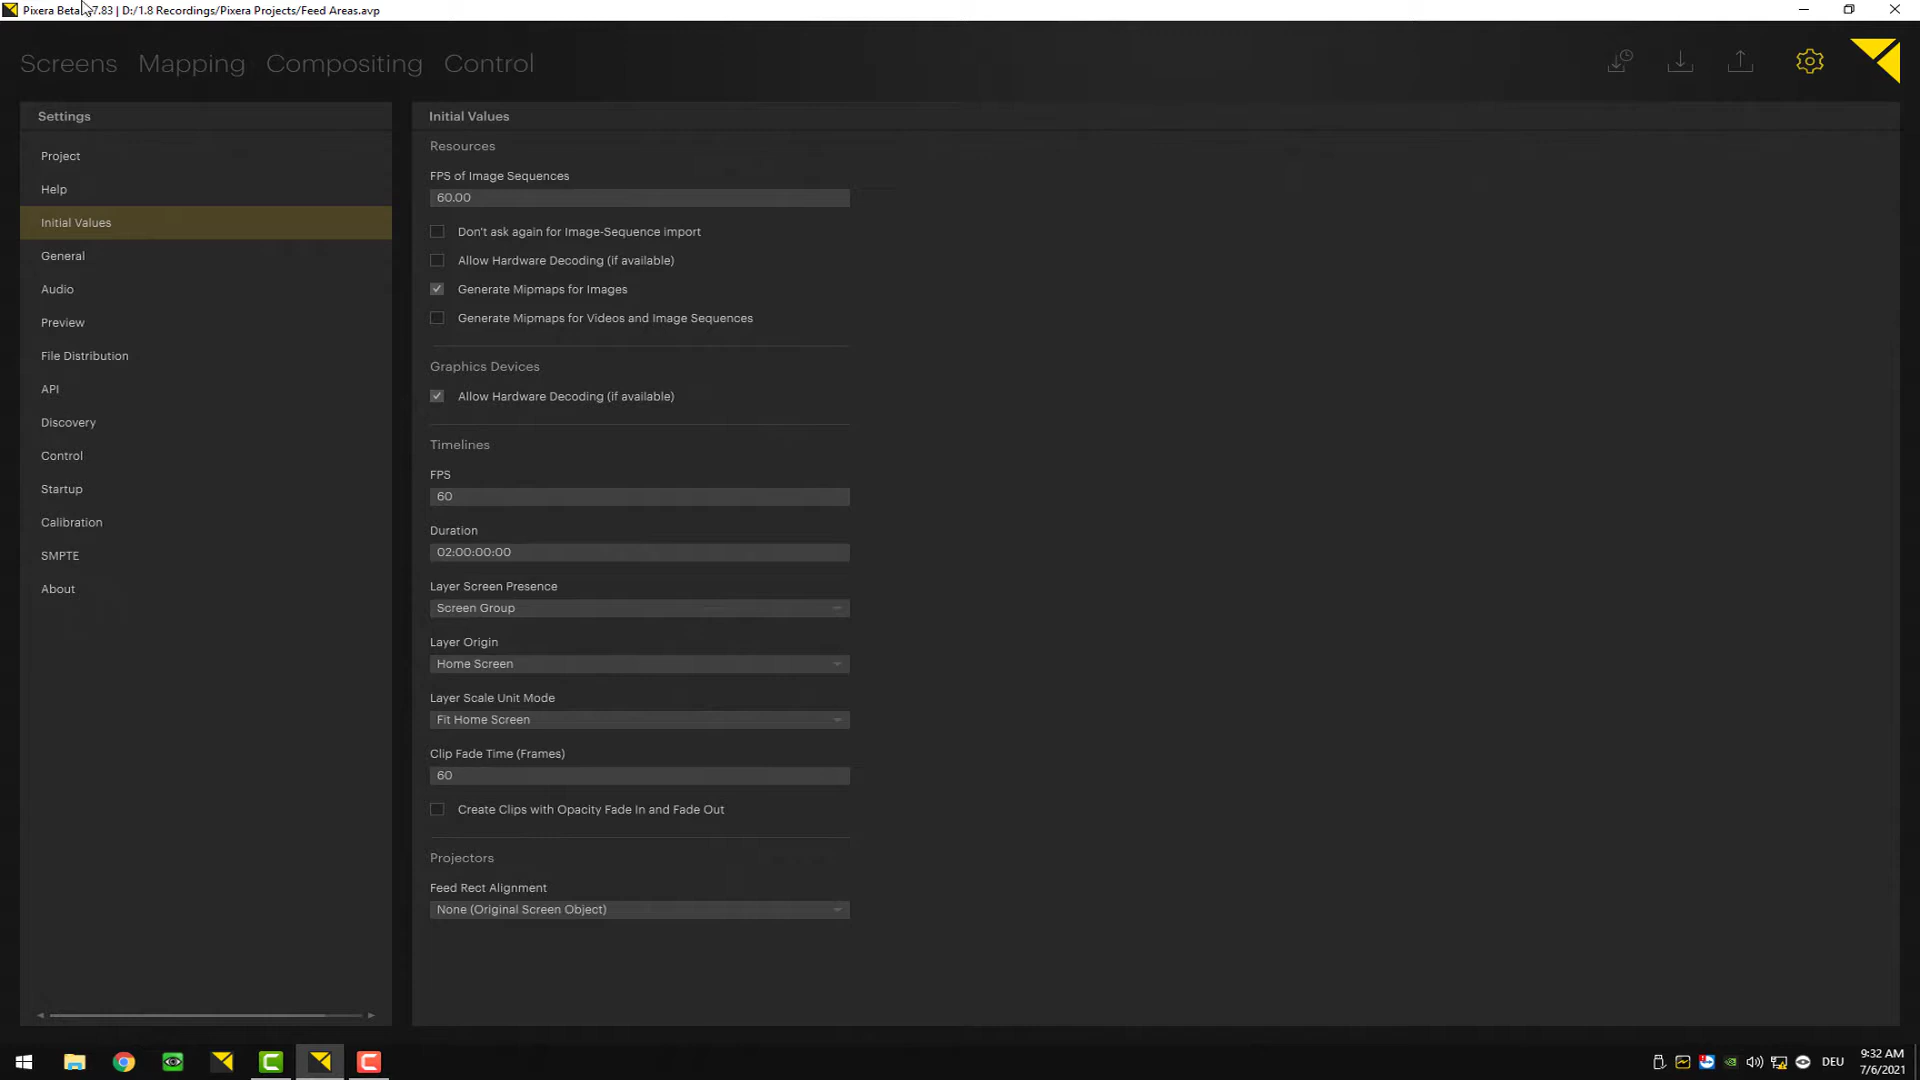 Pixera Beta 7.83 | D:/1.8 Recordings/Pixera Projects/Feed Areas.avp
Screens Mapping Compositing Control
Settings
Project
Help
Initial Values
General
Audio
Preview
File Distribution
API
Discovery
Control
Startup
Calibration
SMPTE
About
Initial Values
Resources
FPS of Image Sequences
60.00
Don't ask again for Image-Sequence import
Allow Hardware Decoding (if available)
Generate Mipmaps for Images
Generate Mipmaps for Videos and Image Sequences
Graphics Devices
Allow Hardware Decoding (if available)
Timelines
FPS
60
Duration
02:00:00:00
Layer Screen Presence
Screen Group
Layer Origin
Home Screen
Layer Scale Unit Mode
Fit Home Screen
Clip Fade Time (Frames)
60
Create Clips with Opacity Fade In and Fade Out
Projectors
Feed Rect Alignment
None (Original Screen Object)
DEU
9:32 AM
7/6/2021